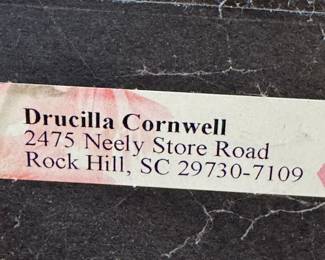 Drucilla Cornwell
2475 Neely Store Road
Rock Hill, SC 29730-7109